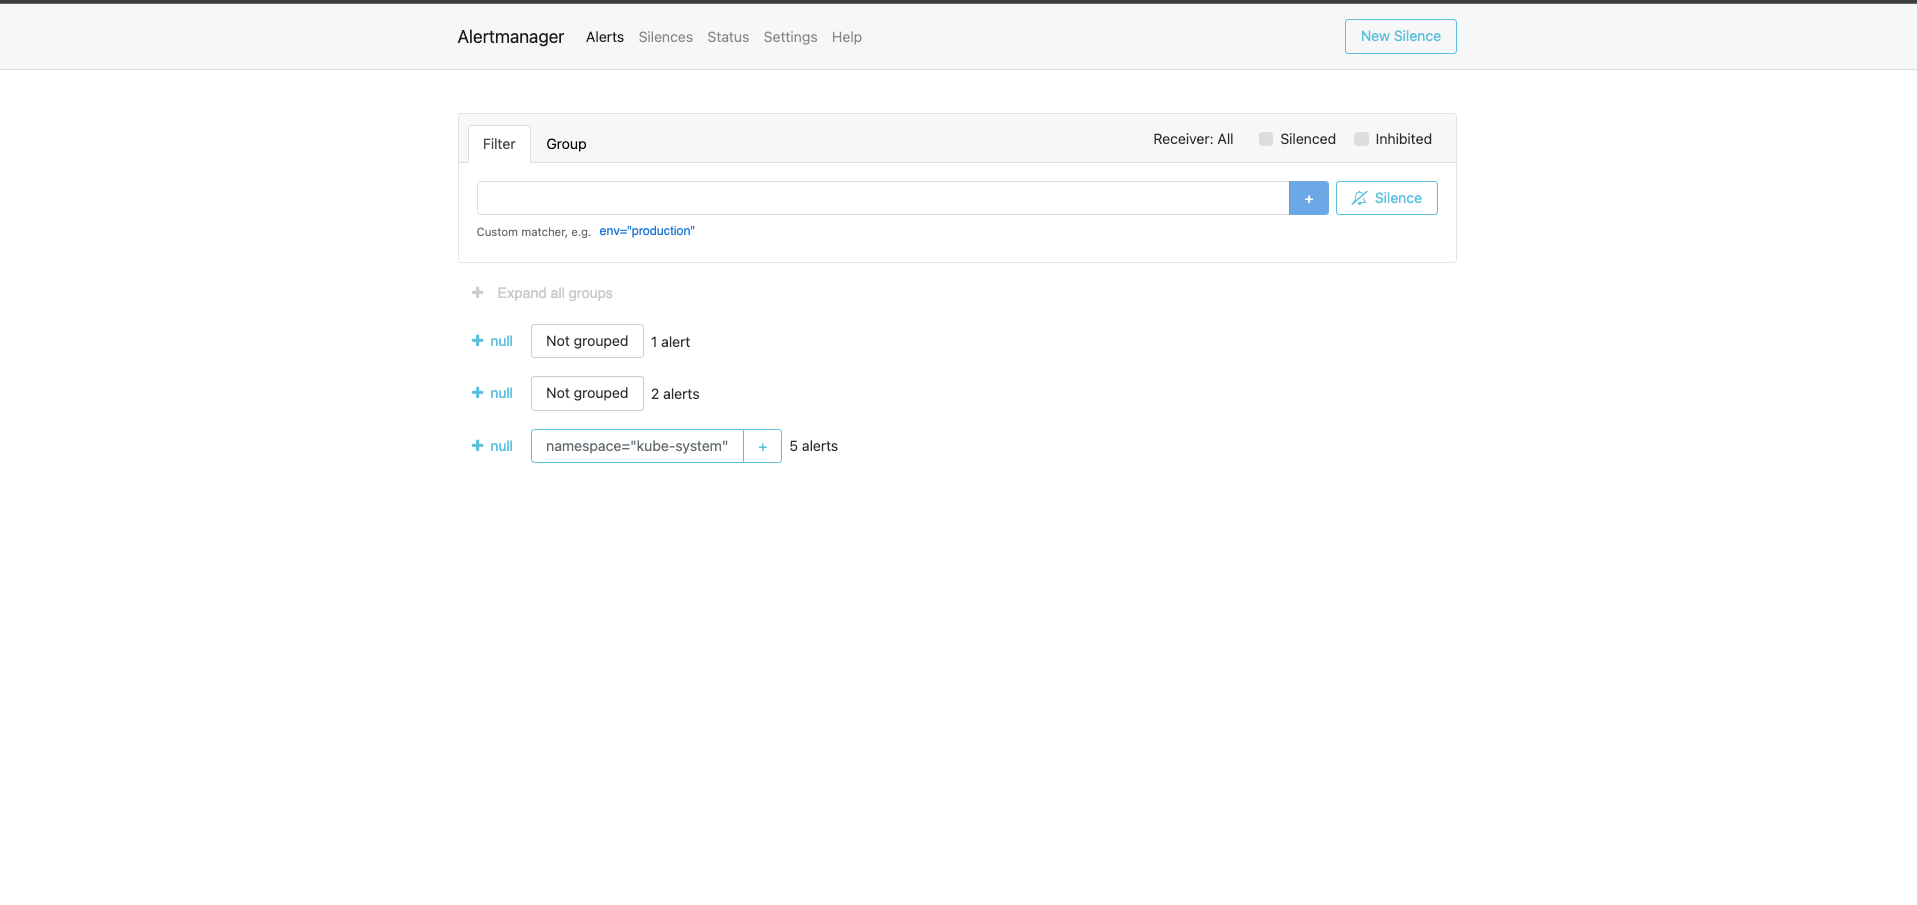 Alertmanager Alerts Silences Status Settings Help New Silence
Filter Group Receiver: All Silenced Inhibited
+ Silence
Custom matcher, e.g. env="production"
+ Expand all groups
+ null Not grouped 1 alert
+ null Not grouped 2 alerts
+ null namespace="kube-system" + 5 alerts